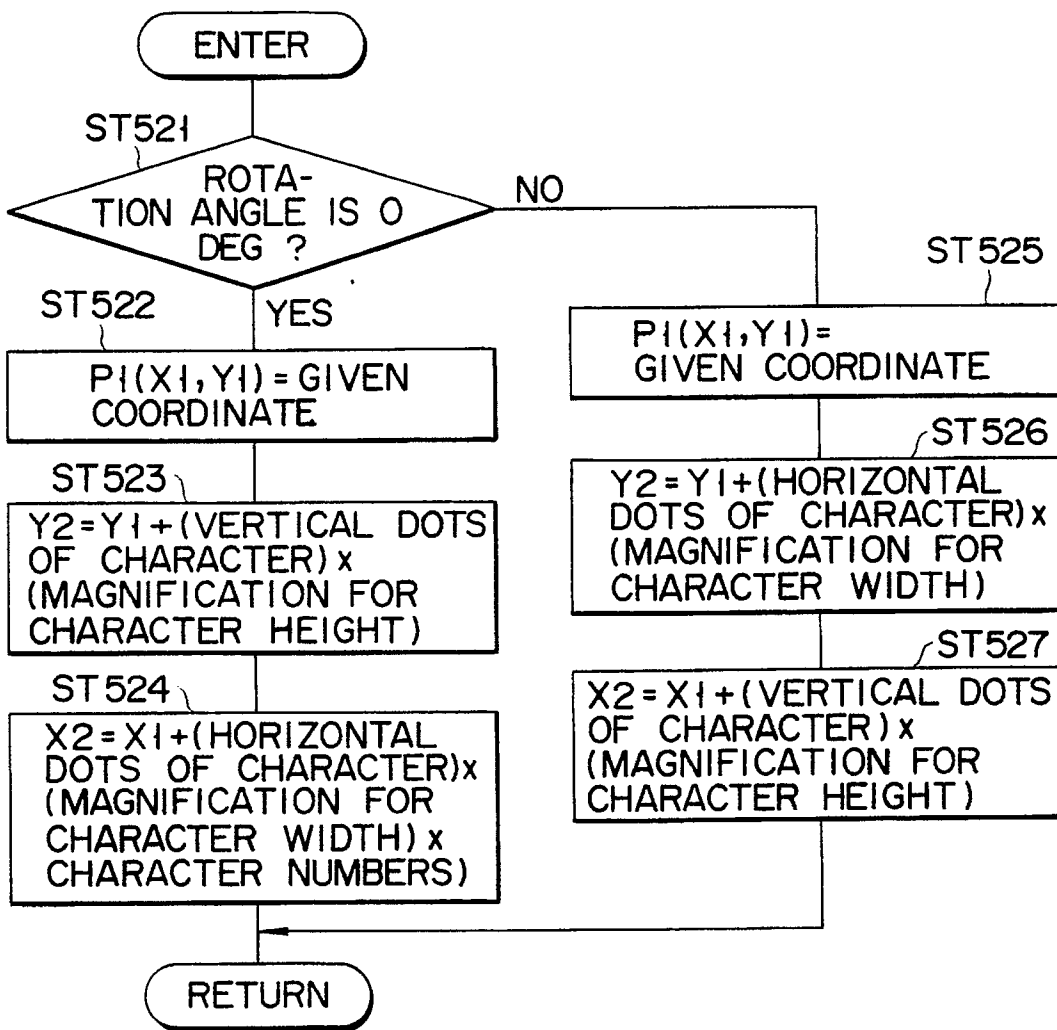 ENTER
ST521
ROTA-
TION ANGLE IS 0
DEG ?
NO
YES
ST522
P1(X1,Y1)=GIVEN
COORDINATE
ST523
Y2=Y1+(VERTICAL DOTS
OF CHARACTER)x
(MAGNIFICATION FOR
CHARACTER HEIGHT)
ST524
X2=X1+(HORIZONTAL
DOTS OF CHARACTER)x
(MAGNIFICATION FOR
CHARACTER WIDTH)x
CHARACTER NUMBERS)
ST525
P1(X1,Y1)=
GIVEN COORDINATE
ST526
Y2=Y1+(HORIZONTAL
DOTS OF CHARACTER)x
(MAGNIFICATION FOR
CHARACTER WIDTH)
ST527
X2=X1+(VERTICAL DOTS
OF CHARACTER)x
(MAGNIFICATION FOR
CHARACTER HEIGHT)
RETURN